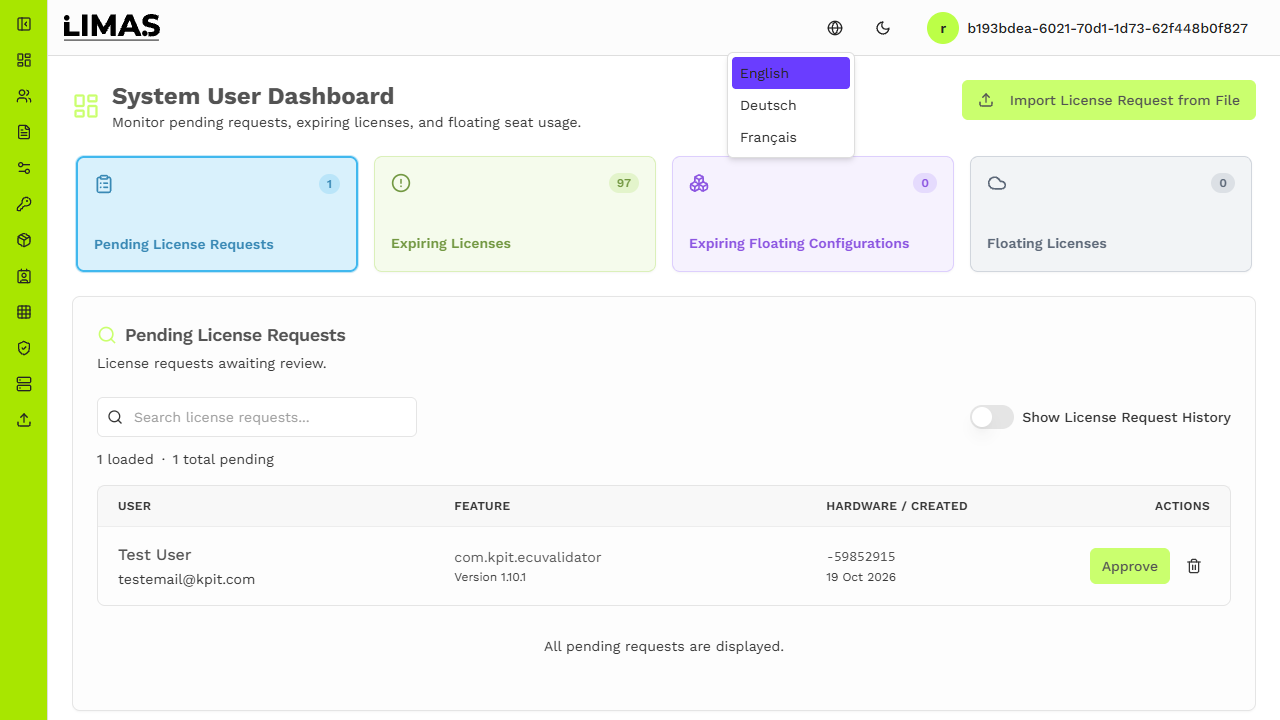 LIMAS
r
b193bdea-6021-70d1-1d73-62f448b0f827
English
Deutsch
Français
System User Dashboard
Monitor pending requests, expiring licenses, and floating seat usage.
Import License Request from File
1
Pending License Requests
97
Expiring Licenses
0
Expiring Floating Configurations
0
Floating Licenses
Pending License Requests
License requests awaiting review.
Search license requests...
Show License Request History
1 loaded · 1 total pending
USER FEATURE HARDWARE / CREATED ACTIONS
Test User com.kpit.ecuvalidator -59852915 Approve
testemail@kpit.com Version 1.10.1 19 Oct 2026
All pending requests are displayed.